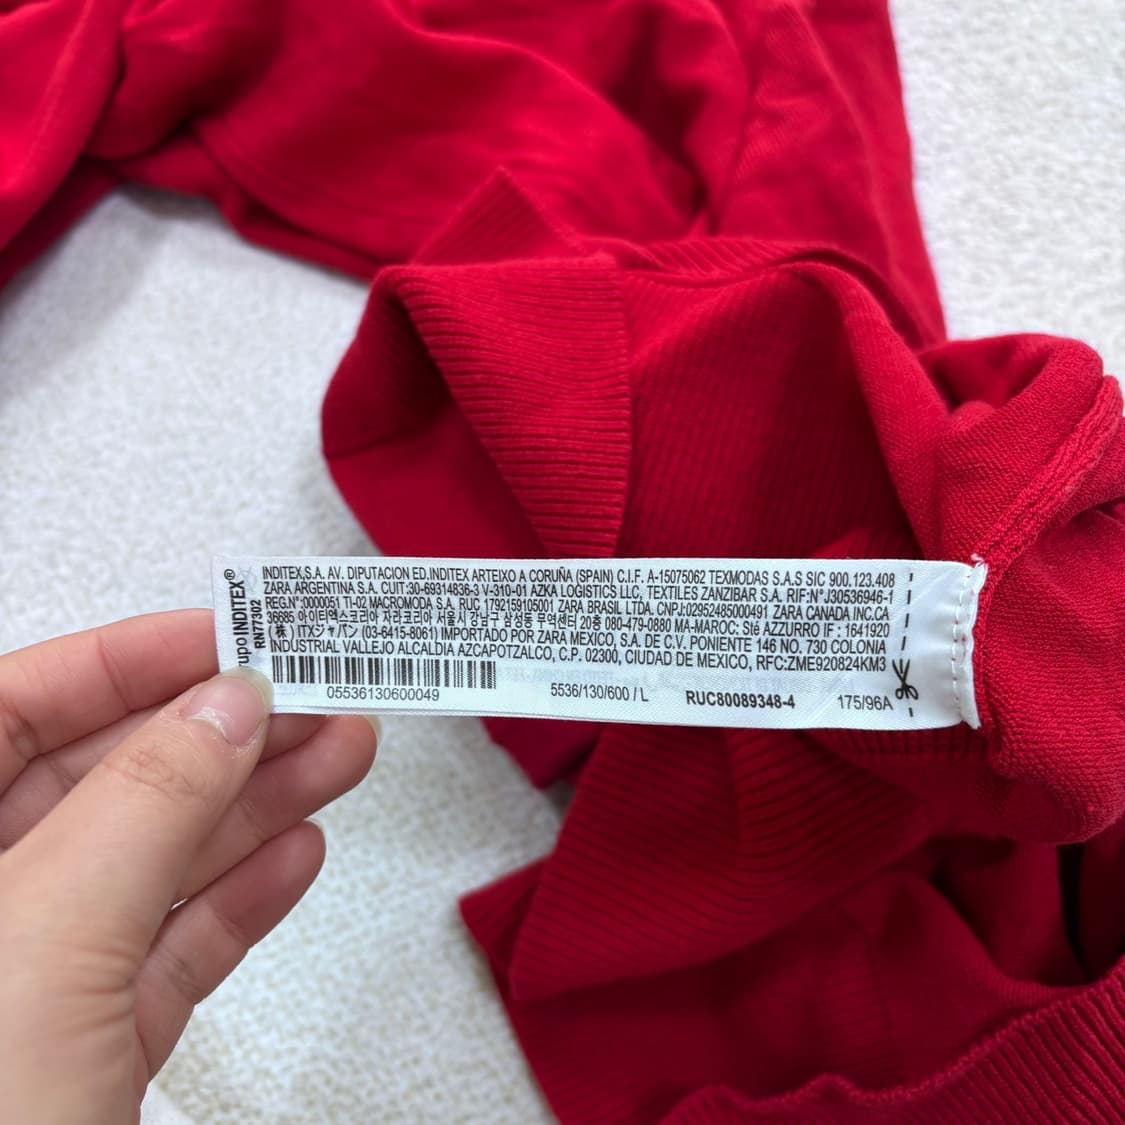 INDITEX®
RN77302
INDITEX,S.A. AV. DIPUTACION ED.INDITEX ARTEIXO A CORUÑA (SPAIN) C.I.F. A-15075062 TEXMODAS S.A.S SIC 900.123.408
ZARA ARGENTINA S.A. CUIT:30-69314836-3 V-310-01 AZKA LOGISTICS LLC, TEXTILES ZANZIBAR S.A. RIF:N°J30536946-1
REG.N°:0000051 TI-02 MACROMODA S.A. RUC 1792159105001 ZARA BRASIL LTDA. CNPJ:02952485000491 ZARA CANADA INC.CA
36685 아이티엑스코리아 자라코리아 서울시 강남구 삼성동 무역센터 20층 080-479-0880 MA-MAROC: Sté AZZURRO IF : 1641920
(株) ITXジャパン (03-6415-8061) IMPORTADO POR ZARA MEXICO, S.A. DE C.V. PONIENTE 146 NO. 730 COLONIA
INDUSTRIAL VALLEJO ALCALDIA AZCAPOTZALCO, C.P. 02300, CIUDAD DE MEXICO, RFC:ZME920824KM3
05536130600049 5536/130/600 / L RUC80089348-4 175/96A